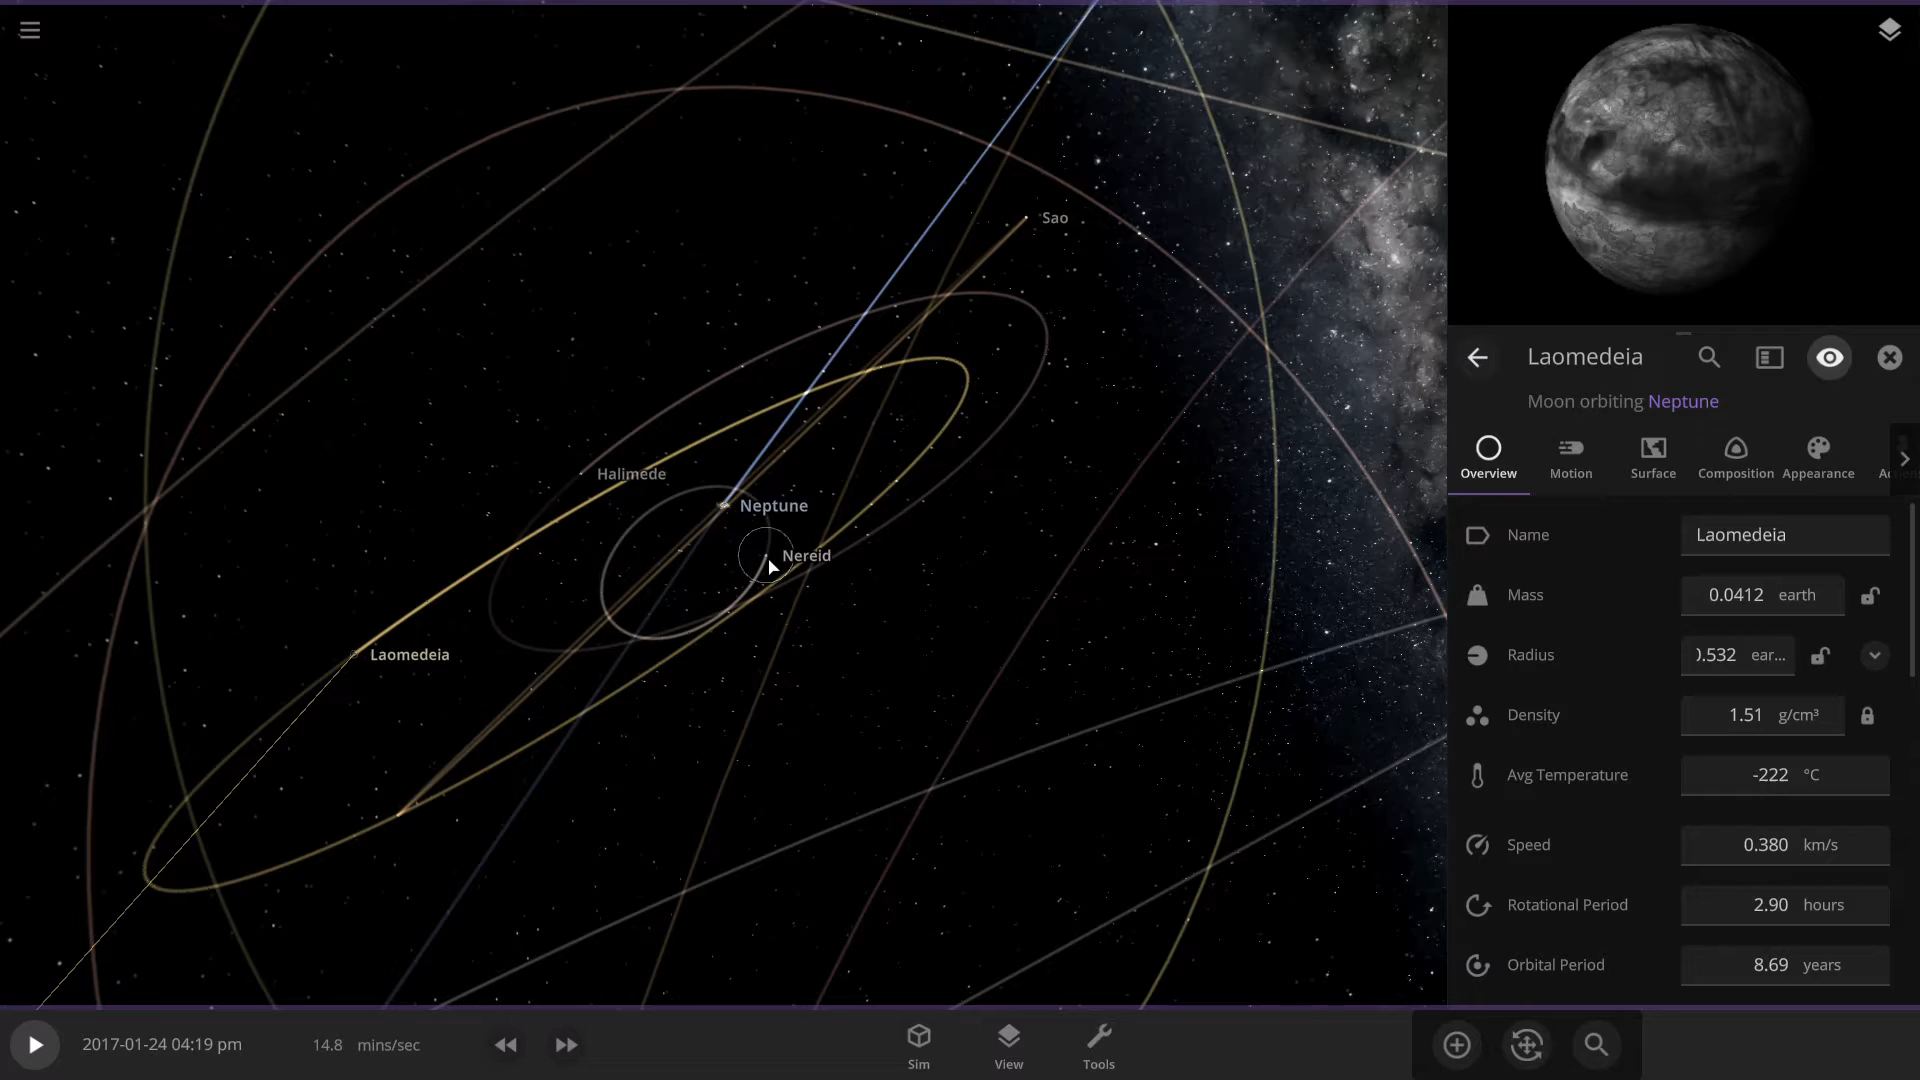 Sao
Halimede
Neptune
Nereid
Laomedeia
Laomedeia
Moon orbiting Neptune
Overview
Motion
Surface
Composition
Appearance
Name Laomedeia
Mass 0.0412 earth
Radius .532 ear...
Density 1.51 g/cm³
Avg Temperature -222 °C
Speed 0.380 km/s
Rotational Period 2.90 hours
Orbital Period 8.69 years
2017-01-24 04:19 pm
14.8 mins/sec
Sim
View
Tools